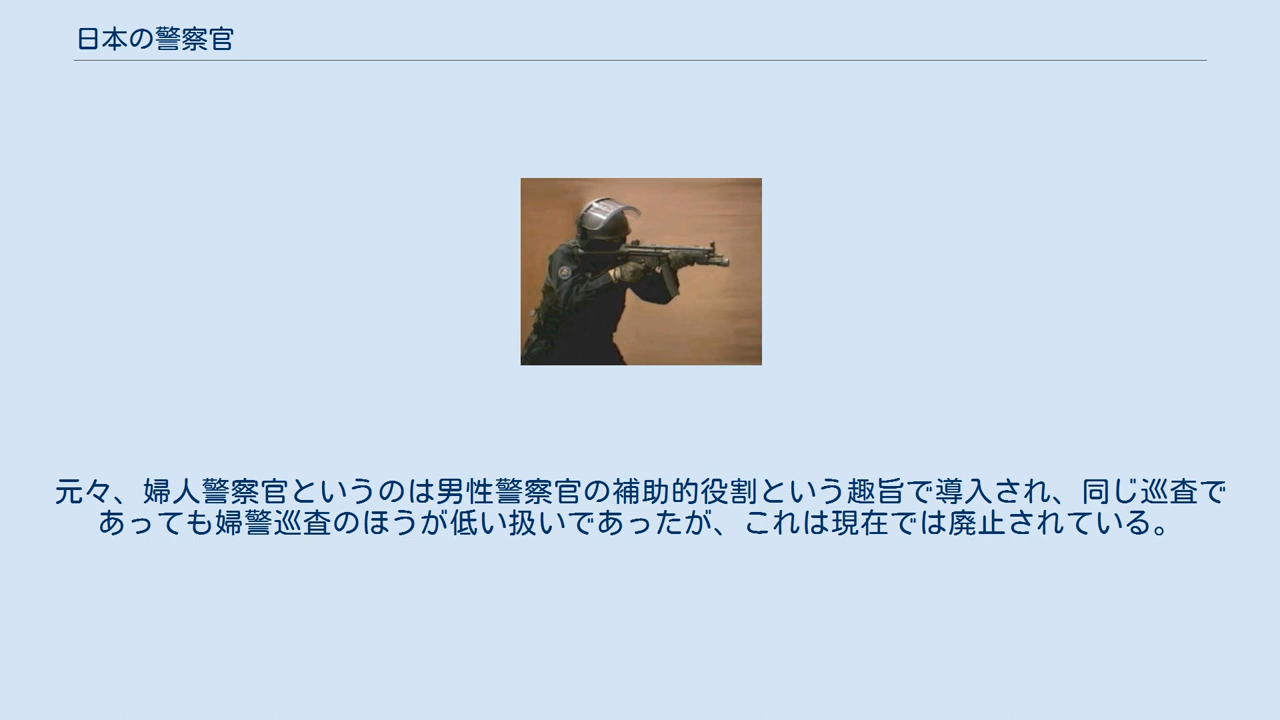 日本の警察官
元々、婦人警察官というのは男性警察官の補助的役割という趣旨で導入され、同じ巡査で
あっても婦警巡査のほうが低い扱いであったが、これは現在では廃止されている。